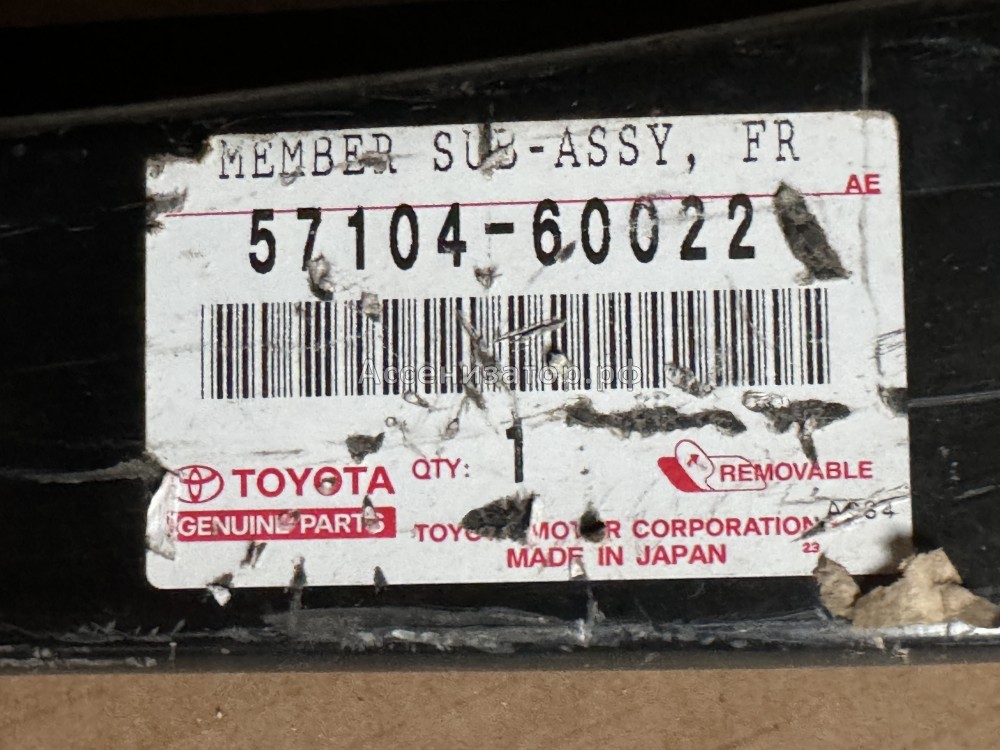 MEMBER SUB-ASSY, FR
AE
57104-60022
Ассенизатор.рф
1
QTY:
TOYOTA
REMOVABLE
GENUINE PARTS
TOYOTA MOTOR CORPORATION
MADE IN JAPAN
23